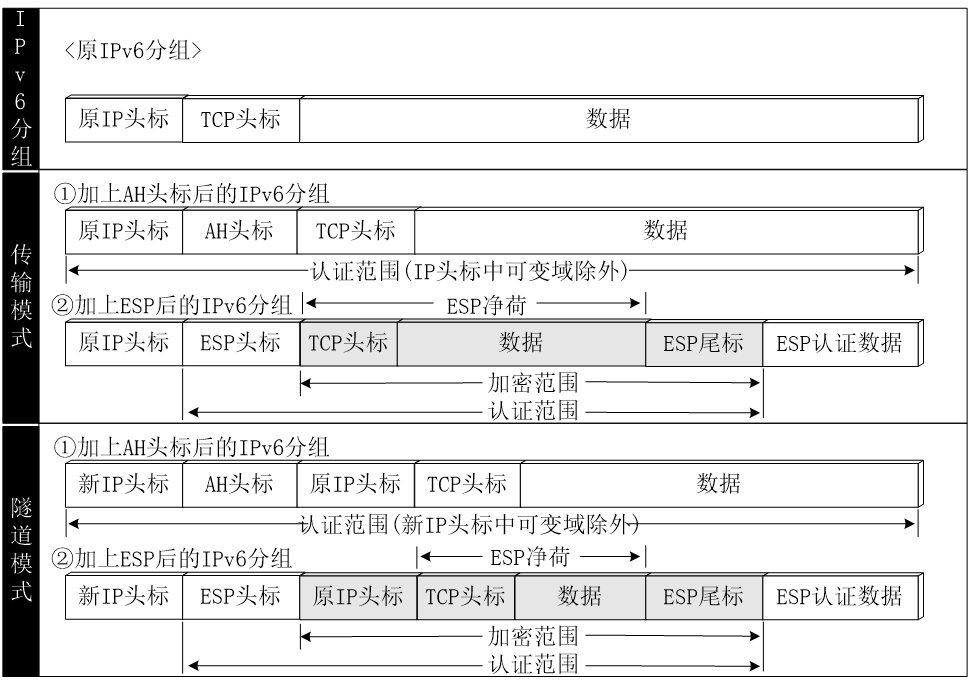 IPv6分组
<原IPv6分组>
原IP头标 TCP头标 数据
传输模式
①加上AH头标后的IPv6分组
原IP头标 AH头标 TCP头标 数据
认证范围(IP头标中可变域除外)
②加上ESP后的IPv6分组 ESP净荷
原IP头标 ESP头标 TCP头标 数据 ESP尾标 ESP认证数据
加密范围
认证范围
隧道模式
①加上AH头标后的IPv6分组
新IP头标 AH头标 原IP头标 TCP头标 数据
认证范围(新IP头标中可变域除外)
②加上ESP后的IPv6分组 ESP净荷
新IP头标 ESP头标 原IP头标 TCP头标 数据 ESP尾标 ESP认证数据
加密范围
认证范围